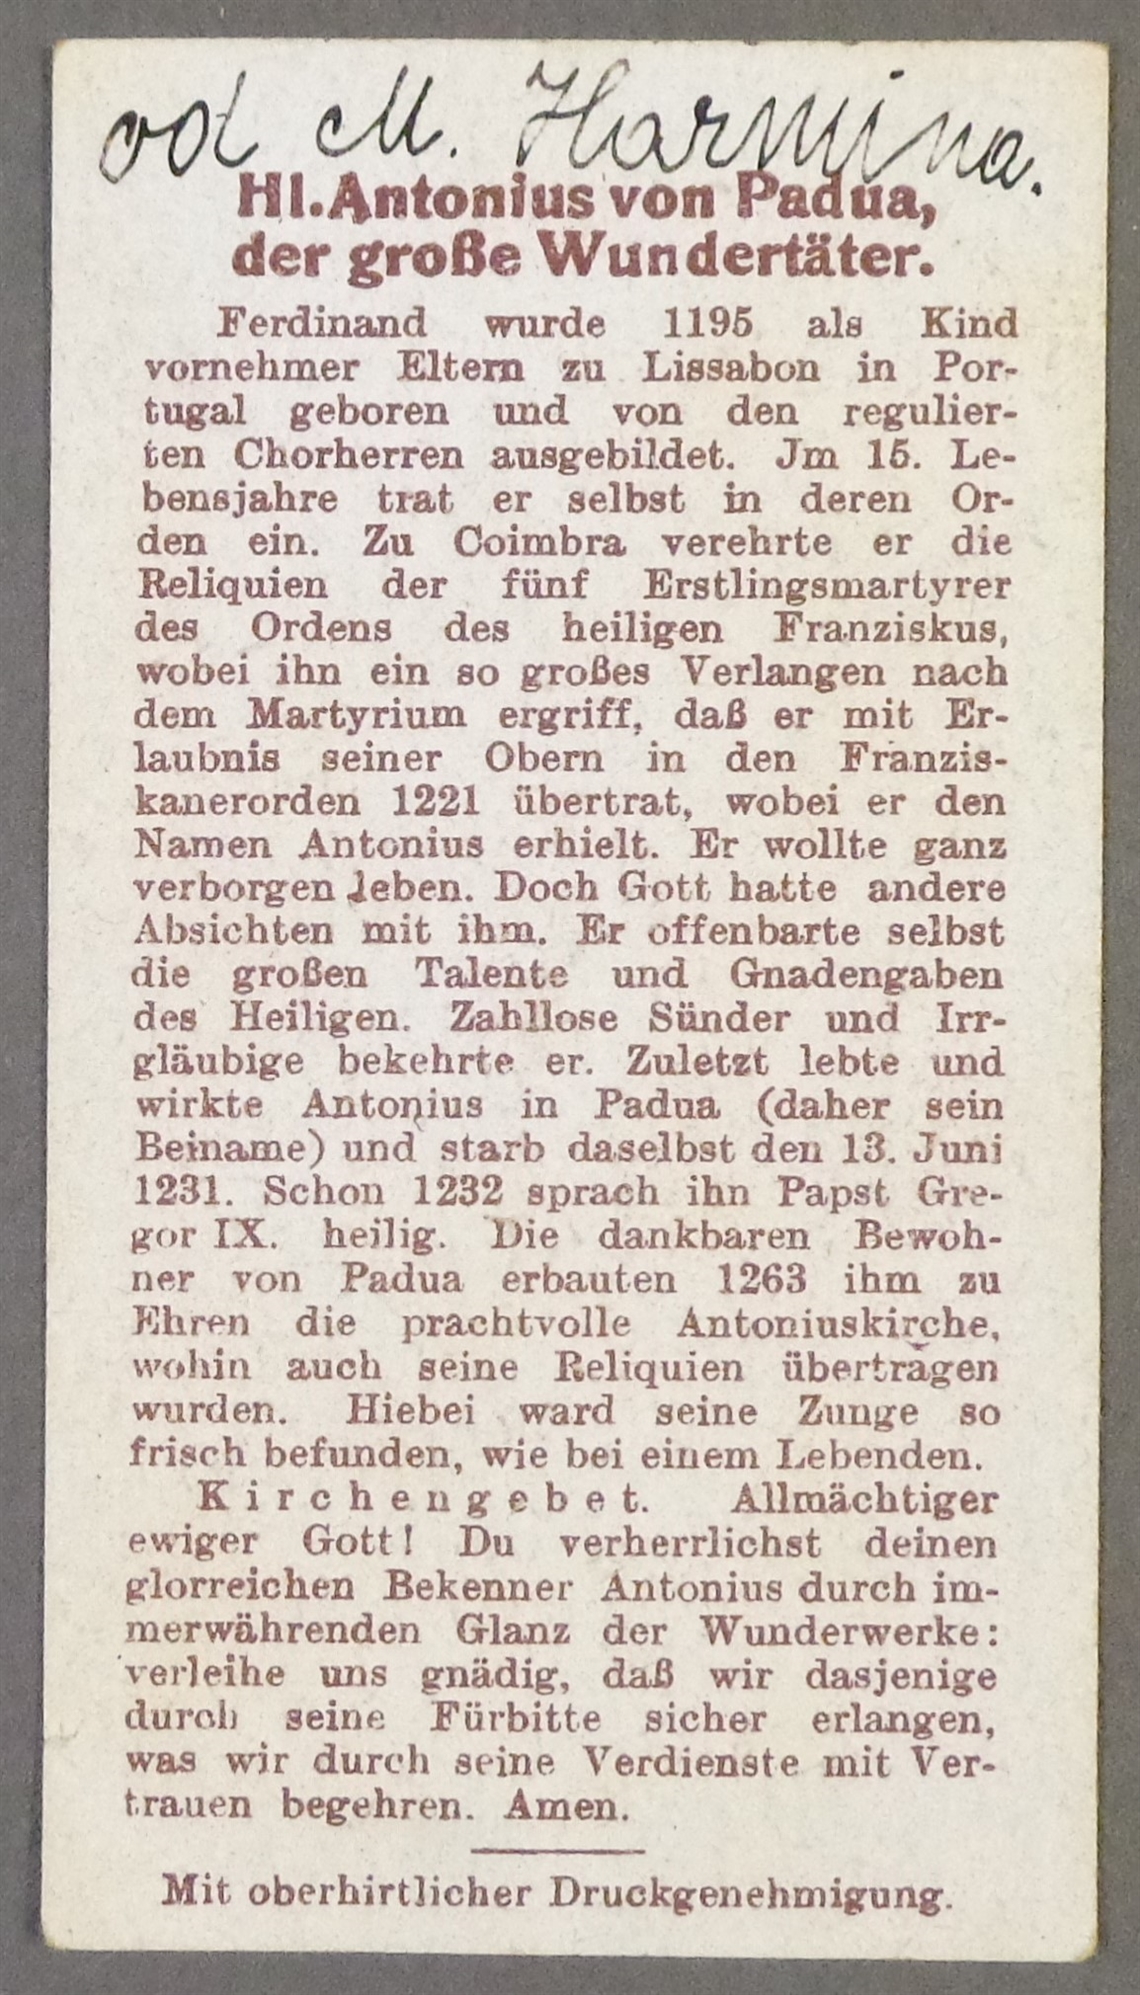 od M. Harmina.
Hl. Antonius von Padua,
der große Wundertäter.
Ferdinand wurde 1195 als Kind
vornehmer Eltern zu Lissabon in Por-
tugal geboren und von den regulier-
ten Chorherren ausgebildet. Jm 15. Le-
bensjahre trat er selbst in deren Or-
den ein. Zu Coimbra verehrte er die
Reliquien der fünf Erstlingsmartyrer
des Ordens des heiligen Franziskus,
wobei ihn ein so großes Verlangen nach
dem Martyrium ergriff, daß er mit Er-
laubnis seiner Obern in den Franzis-
kanerorden 1221 übertrat, wobei er den
Namen Antonius erhielt. Er wollte ganz
verborgen leben. Doch Gott hatte andere
Absichten mit ihm. Er offenbarte selbst
die großen Talente und Gnadengaben
des Heiligen. Zahllose Sünder und Irr-
gläubige bekehrte er. Zuletzt lebte und
wirkte Antonius in Padua (daher sein
Beiname) und starb daselbst den 13. Juni
1231. Schon 1232 sprach ihn Papst Gre-
gor IX. heilig. Die dankbaren Bewoh-
ner von Padua erbauten 1263 ihm zu
Ehren die prachtvolle Antoniuskirche,
wohin auch seine Reliquien übertragen
wurden. Hiebei ward seine Zunge so
frisch befunden, wie bei einem Lebenden.
Kirchengebet. Allmächtiger
ewiger Gott! Du verherrlichst deinen
glorreichen Bekenner Antonius durch im-
merwährenden Glanz der Wunderwerke:
verleihe uns gnädig, daß wir dasjenige
durch seine Fürbitte sicher erlangen,
was wir durch seine Verdienste mit Ver-
trauen begehren. Amen.
Mit oberhirtlicher Druckgenehmigung.